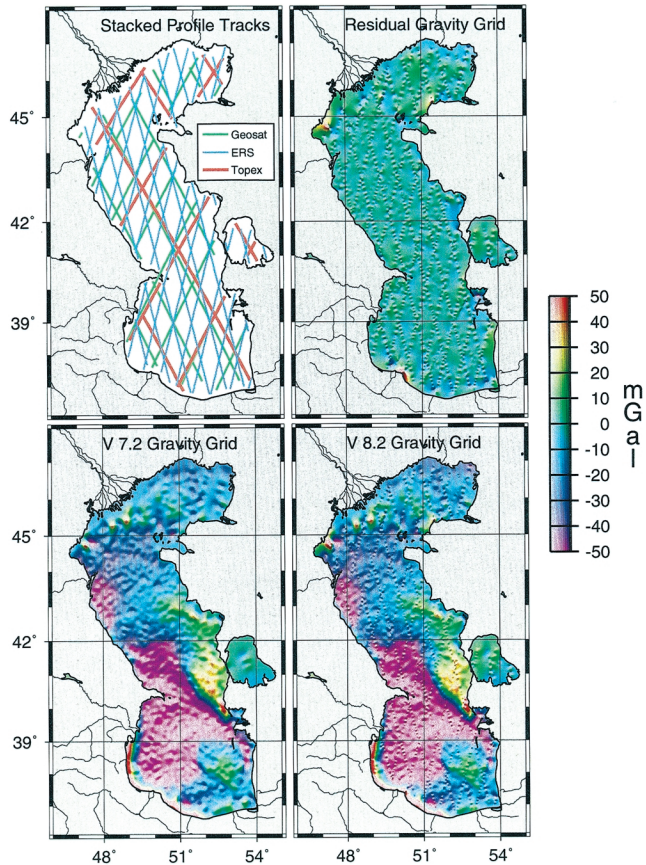 Stacked Profile Tracks
Residual Gravity Grid
45°
Geosat
ERS
Topex
42°
39°
50
40
30
20
10
0
-10
-20
-30
-40
-50
mGal
V 7.2 Gravity Grid
V 8.2 Gravity Grid
45°
42°
39°
48°
51°
54°
48°
51°
54°